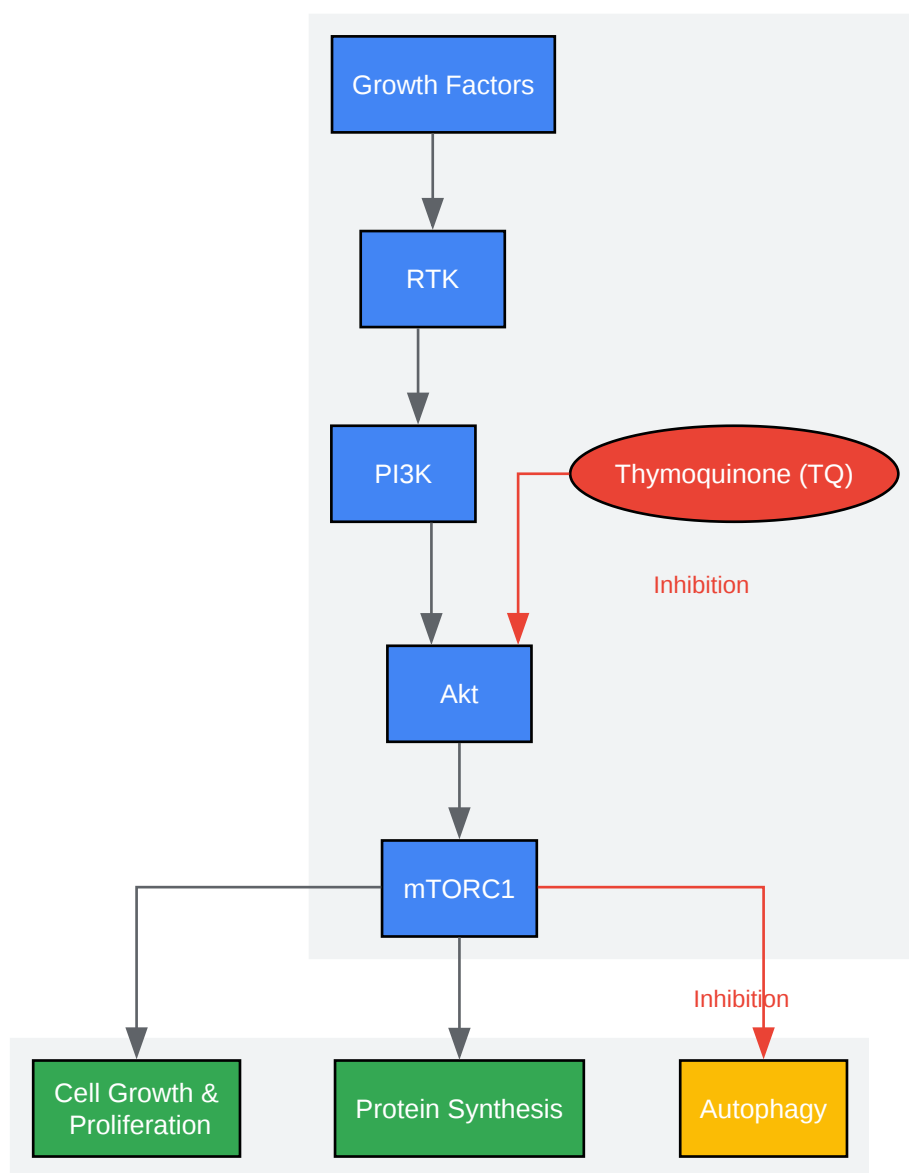 Growth Factors
RTK
PI3K
Thymoquinone (TQ)
Inhibition
Akt
mTORC1
Inhibition
Cell Growth &
Proliferation
Protein Synthesis
Autophagy